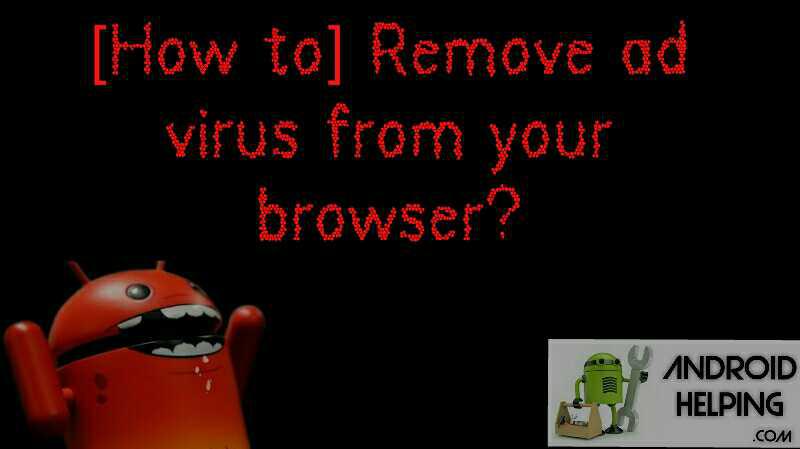 [How to] Remove ad
virus from your
browser?
ANDROID
HELPING
.COM